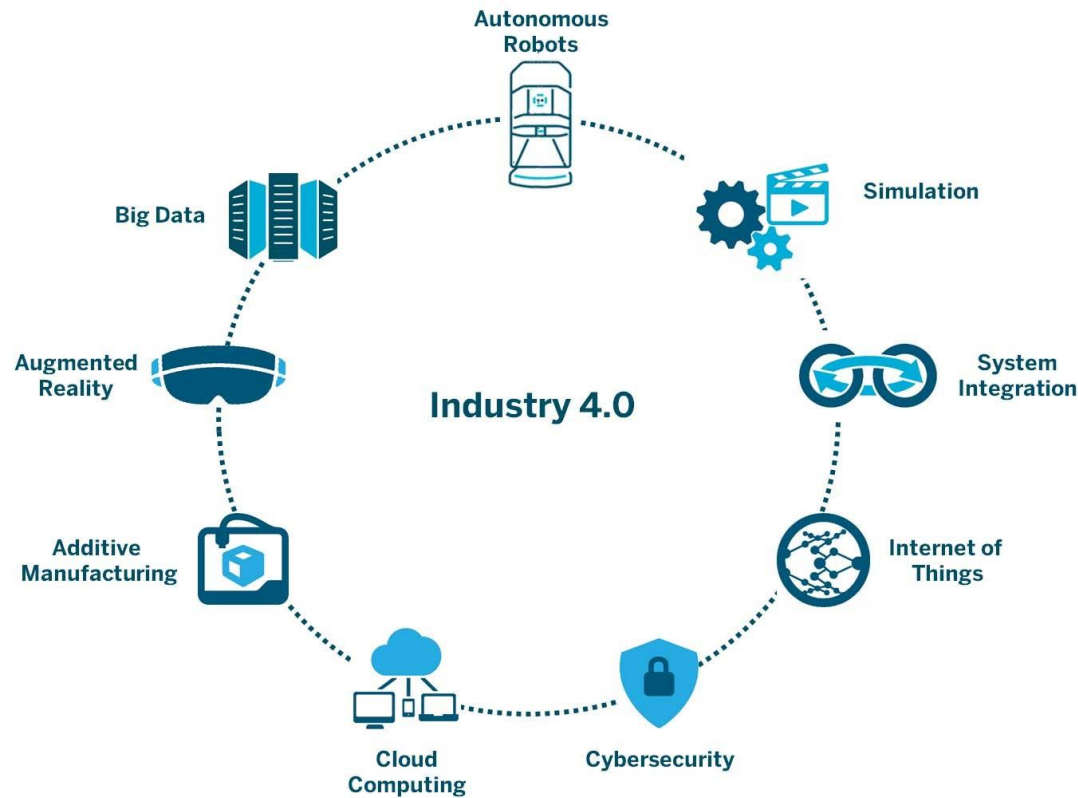 Autonomous
Robots
Big Data
Simulation
Augmented
Reality
System
Integration
Industry 4.0
Additive
Manufacturing
Internet of
Things
Cloud
Computing
Cybersecurity